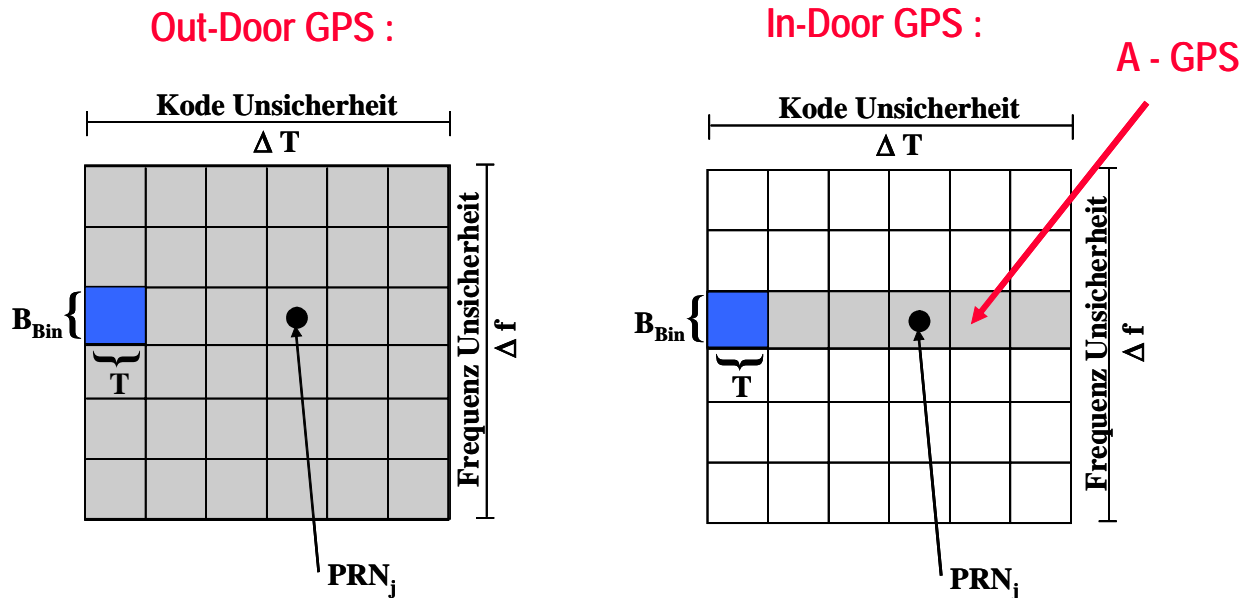 Out-Door GPS :
In-Door GPS :
A - GPS
Kode Unsicherheit
Δ T
Frequenz Unsicherheit
Δ f
B_Bin
T
PRN_j
Kode Unsicherheit
Δ T
Frequenz Unsicherheit
Δ f
B_Bin
T
PRN_i